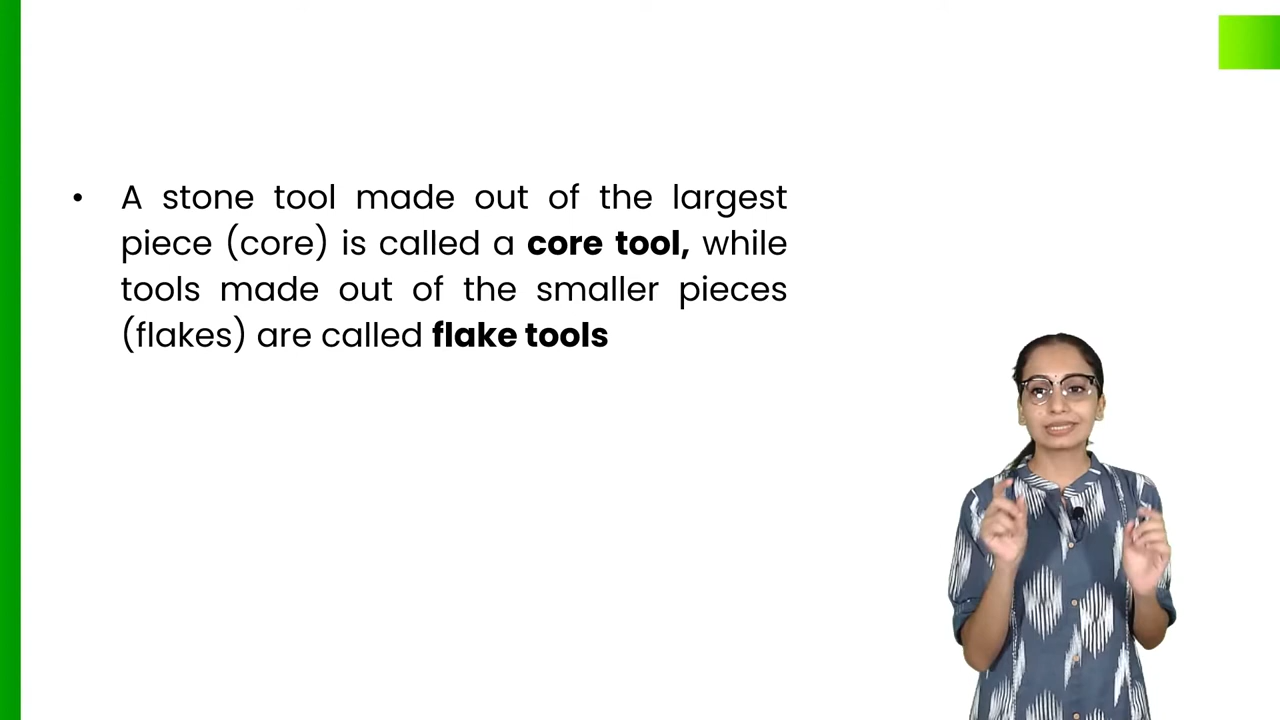 • A stone tool made out of the largest
piece (core) is called a core tool, while
tools made out of the smaller pieces
(flakes) are called flake tools